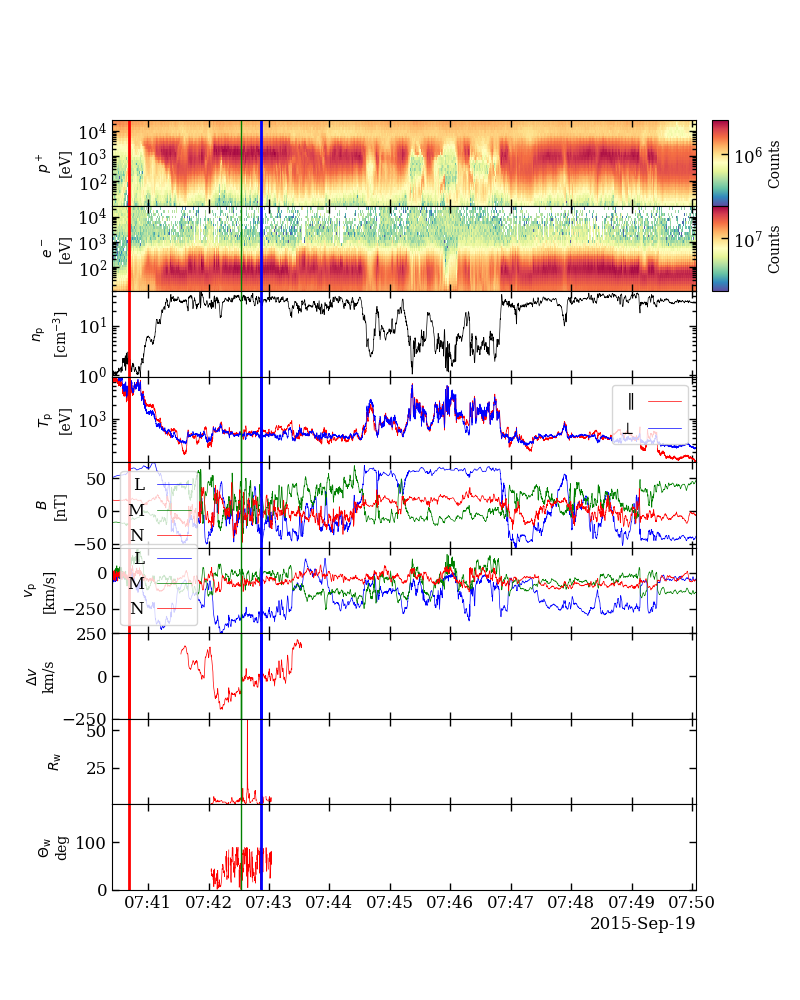 10⁴
10³
10²
p⁺
[eV]
10⁶
Counts
10⁴
10³
10²
e⁻
[eV]
10⁷
Counts
10¹
10⁰
nₚ
[cm⁻³]
10³
Tₚ
[eV]
∥
⊥
50
0
−50
B
[nT]
L
M
N
0
−250
vₚ
[km/s]
L
M
N
250
0
−250
Δv
km/s
50
25
R_w
100
0
Θ_w
deg
07:41 07:42 07:43 07:44 07:45 07:46 07:47 07:48 07:49 07:50
2015-Sep-19